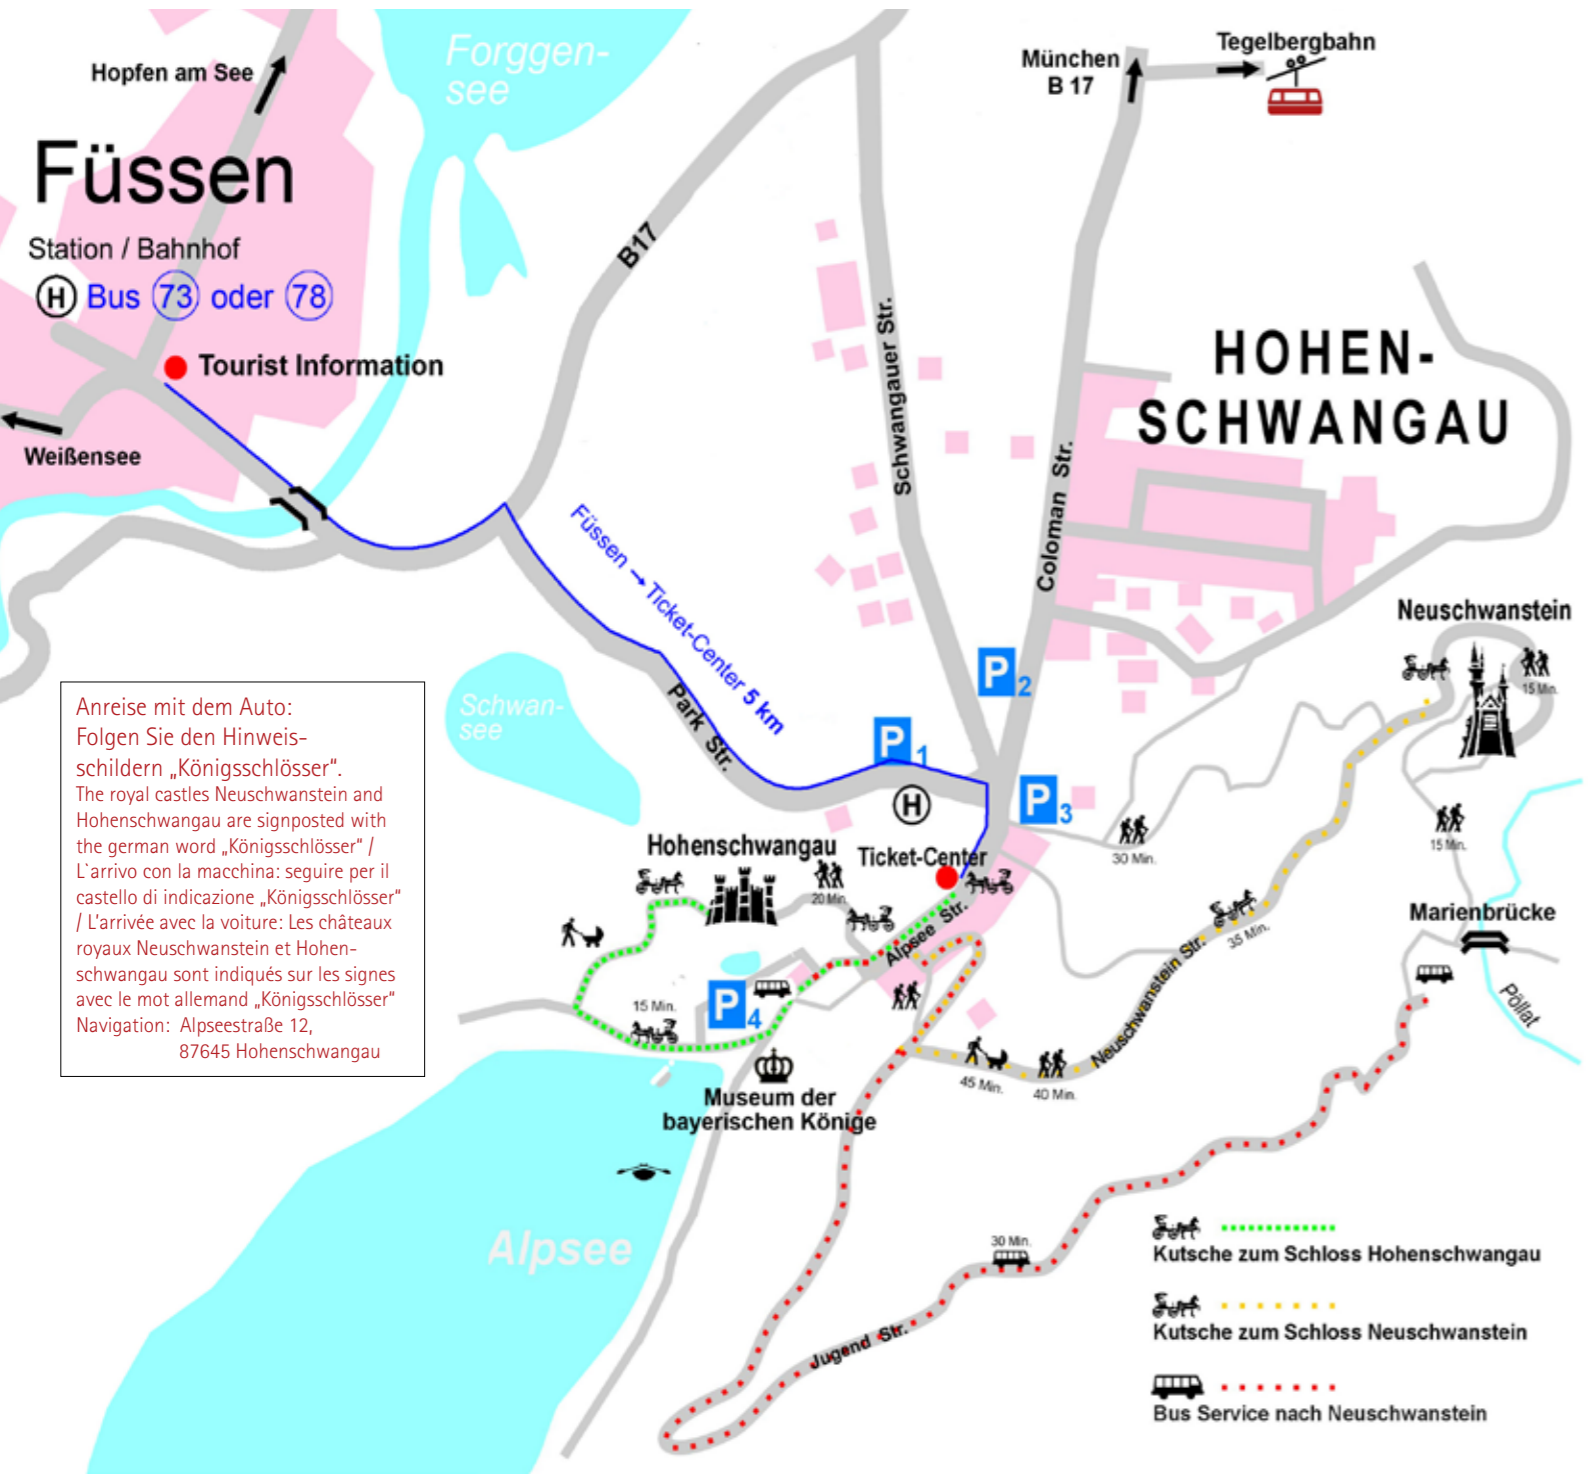 Forggen-
see
Hopfen am See
München
B 17
Tegelbergbahn
Füssen
Station / Bahnhof
H Bus 73 oder 78
B17
Tourist Information
Weißensee
Schwangauer Str.
Coloman Str.
HOHEN-
SCHWANGAU
Füssen → Ticket-Center 5 km
Neuschwanstein
15 Min.
P2
Schwan-
see
Park Str.
P1
H
P3
30 Min.
15 Min.
Anreise mit dem Auto:
Folgen Sie den Hinweis-
schildern „Königsschlösser“.
The royal castles Neuschwanstein and
Hohenschwangau are signposted with
the german word „Königsschlösser“ /
L`arrivo con la macchina: seguire per il
castello di indicazione „Königsschlösser“
/ L'arrivée avec la voiture: Les châteaux
royaux Neuschwanstein et Hohen-
schwangau sont indiqués sur les signes
avec le mot allemand „Königsschlösser“
Navigation: Alpseestraße 12,
87645 Hohenschwangau
Hohenschwangau
20 Min.
Ticket-Center
Alpsee Str.
Marienbrücke
35 Min.
Neuschwanstein Str.
Pöllat
15 Min.
P4
45 Min.
40 Min.
Museum der
bayerischen Könige
Alpsee
30 Min.
Jugend Str.
Kutsche zum Schloss Hohenschwangau
Kutsche zum Schloss Neuschwanstein
Bus Service nach Neuschwanstein